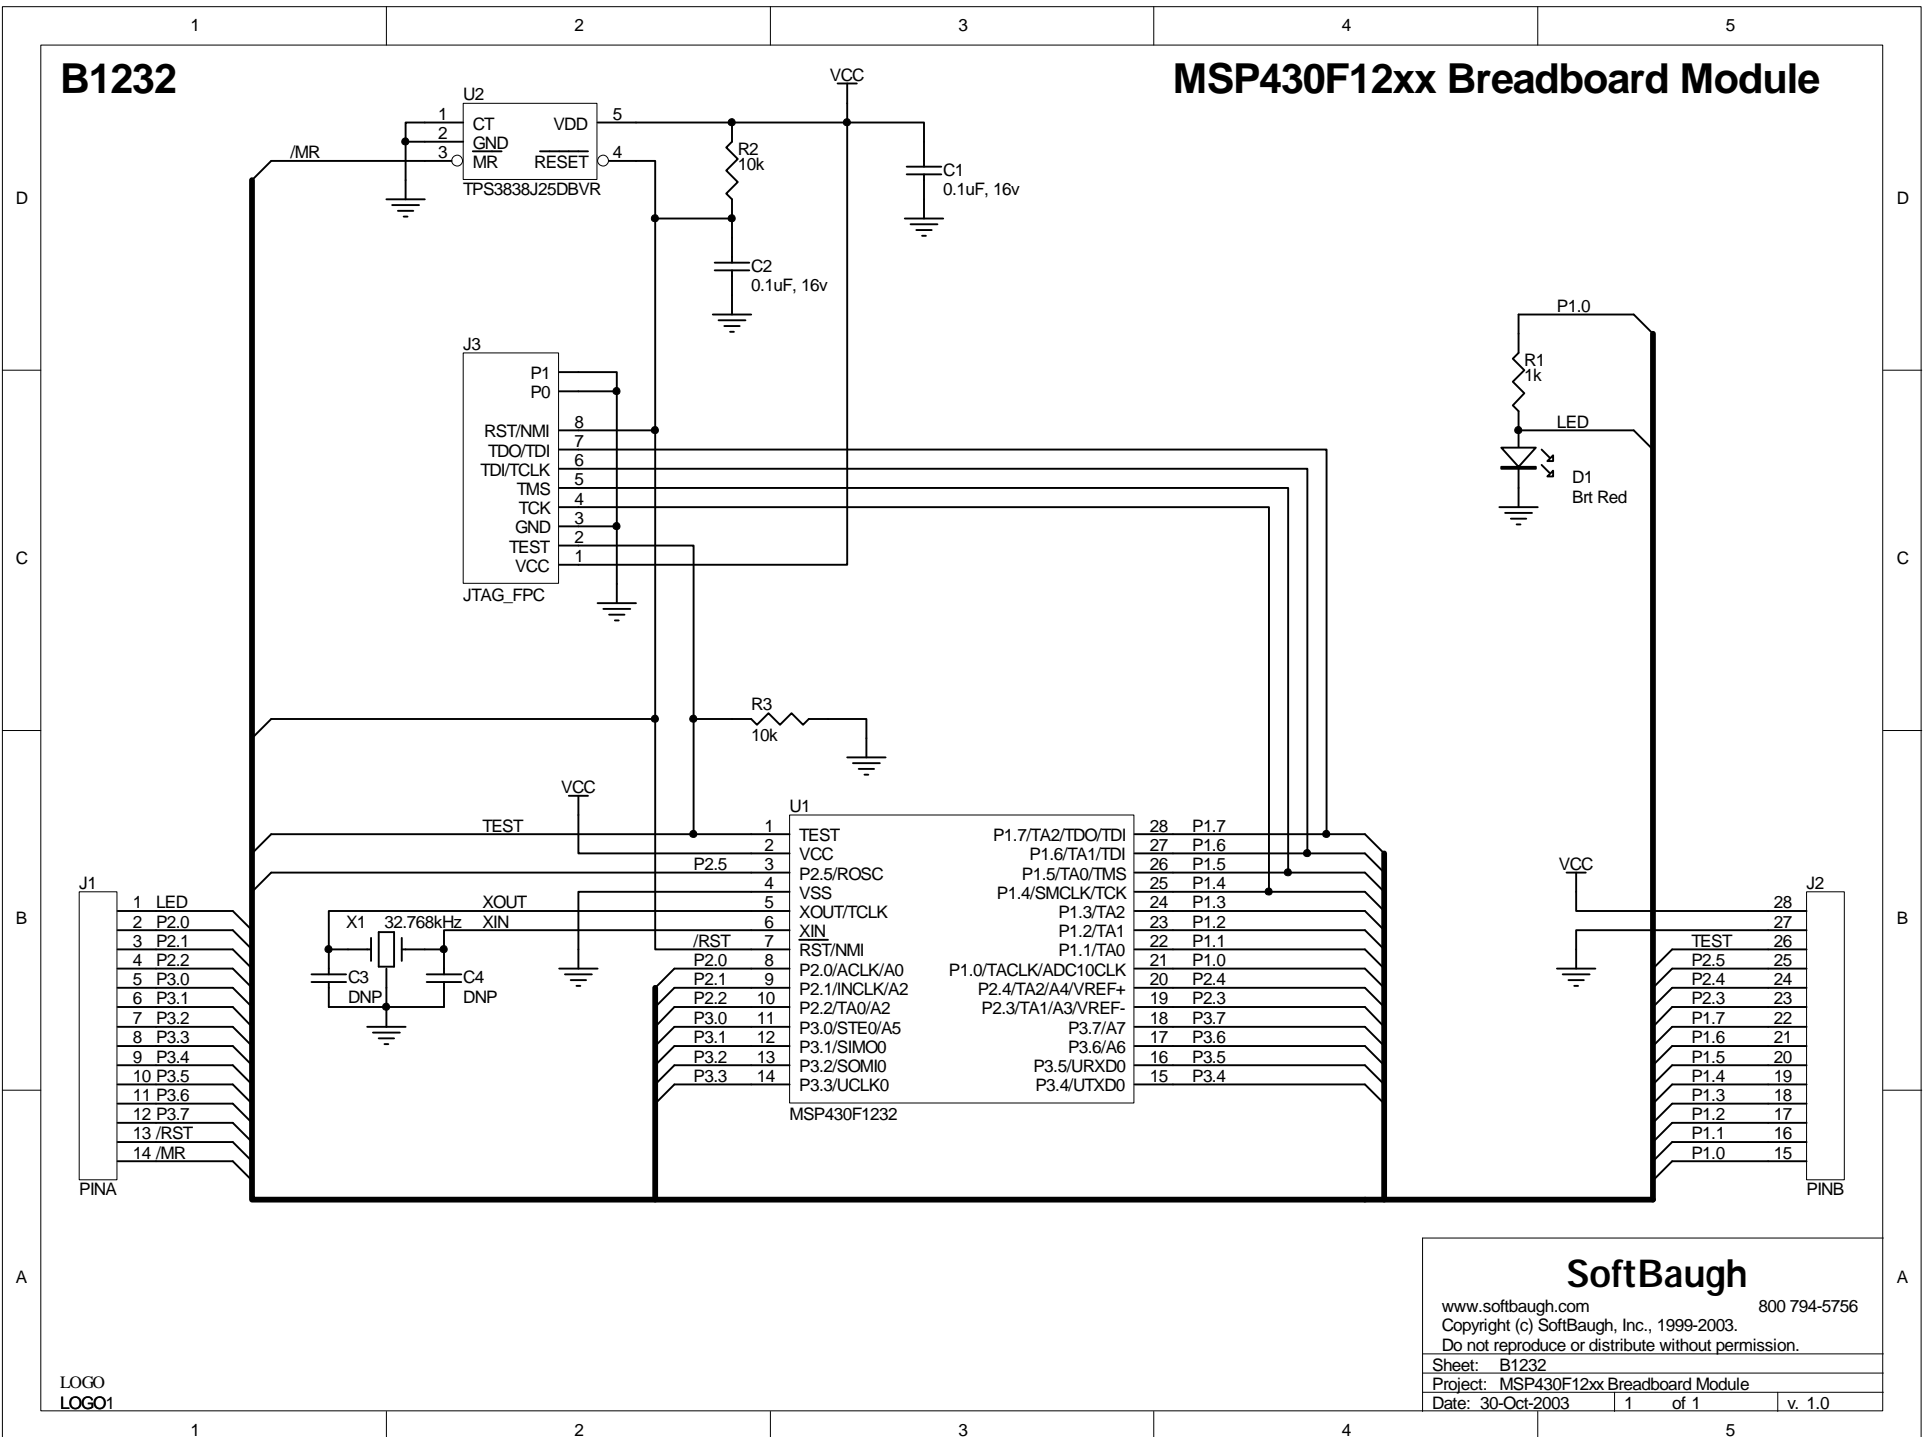 1 2 3 4 5
B1232
MSP430F12xx Breadboard Module
D
D
C
C
B
B
A
A
VCC
U2
1 CT
2 GND
3 MR
VDD 5
RESET 4
TPS3838J25DBVR
/MR
R2
10k
C1
0.1uF, 16v
C2
0.1uF, 16v
J3
P1
P0
RST/NMI 8
TDO/TDI 7
TDI/TCLK 6
TMS 5
TCK 4
GND 3
TEST 2
VCC 1
JTAG_FPC
P1.0
R1
1k
LED
D1
Brt Red
R3
10k
VCC
TEST
P2.5
XOUT
XIN
X1 32.768kHz
C3
DNP
C4
DNP
U1
1 TEST
2 VCC
3 P2.5/ROSC
4 VSS
5 XOUT/TCLK
6 XIN
/RST 7 RST/NMI
P2.0 8 P2.0/ACLK/A0
P2.1 9 P2.1/INCLK/A2
P2.2 10 P2.2/TA0/A2
P3.0 11 P3.0/STE0/A5
P3.1 12 P3.1/SIMO0
P3.2 13 P3.2/SOMI0
P3.3 14 P3.3/UCLK0
P1.7/TA2/TDO/TDI 28 P1.7
P1.6/TA1/TDI 27 P1.6
P1.5/TA0/TMS 26 P1.5
P1.4/SMCLK/TCK 25 P1.4
P1.3/TA2 24 P1.3
P1.2/TA1 23 P1.2
P1.1/TA0 22 P1.1
P1.0/TACLK/ADC10CLK 21 P1.0
P2.4/TA2/A4/VREF+ 20 P2.4
P2.3/TA1/A3/VREF- 19 P2.3
P3.7/A7 18 P3.7
P3.6/A6 17 P3.6
P3.5/URXD0 16 P3.5
P3.4/UTXD0 15 P3.4
MSP430F1232
J1
1 LED
2 P2.0
3 P2.1
4 P2.2
5 P3.0
6 P3.1
7 P3.2
8 P3.3
9 P3.4
10 P3.5
11 P3.6
12 P3.7
13 /RST
14 /MR
PINA
VCC
J2
28
27
TEST 26
P2.5 25
P2.4 24
P2.3 23
P1.7 22
P1.6 21
P1.5 20
P1.4 19
P1.3 18
P1.2 17
P1.1 16
P1.0 15
PINB
SoftBaugh
www.softbaugh.com 800 794-5756
Copyright (c) SoftBaugh, Inc., 1999-2003.
Do not reproduce or distribute without permission.
Sheet: B1232
Project: MSP430F12xx Breadboard Module
Date: 30-Oct-2003 1 of 1 v. 1.0
LOGO
LOGO1
1 2 3 4 5